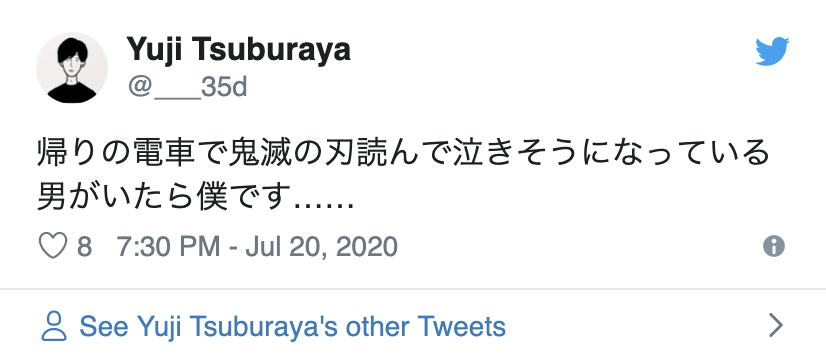 Yuji Tsuburaya
@___35d
帰りの電車で鬼滅の刃読んで泣きそうになっている
男がいたら僕です……
8 7:30 PM - Jul 20, 2020
See Yuji Tsuburaya's other Tweets